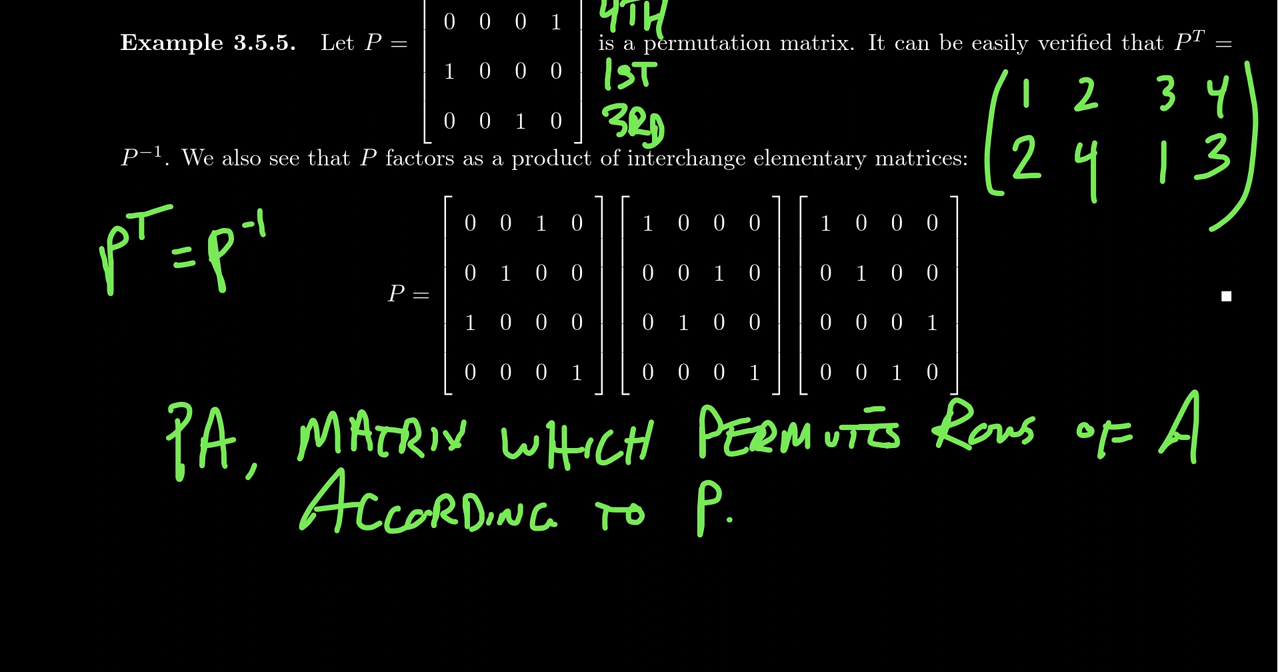 0 0 0 1 4TH
Example 3.5.5. Let P = is a permutation matrix. It can be easily verified that P^T =
1 0 0 0 1ST
0 0 1 0 3RD
1 2 3 4
2 4 1 3
P^{-1}. We also see that P factors as a product of interchange elementary matrices:
P^T = P^{-1}
0 0 1 0 1 0 0 0 1 0 0 0
0 1 0 0 0 0 1 0 0 1 0 0
P =
1 0 0 0 0 1 0 0 0 0 0 1
0 0 0 1 0 0 0 1 0 0 1 0
PA, MATRIX WHICH PERMUTES ROWS OF A
ACCORDING TO P.